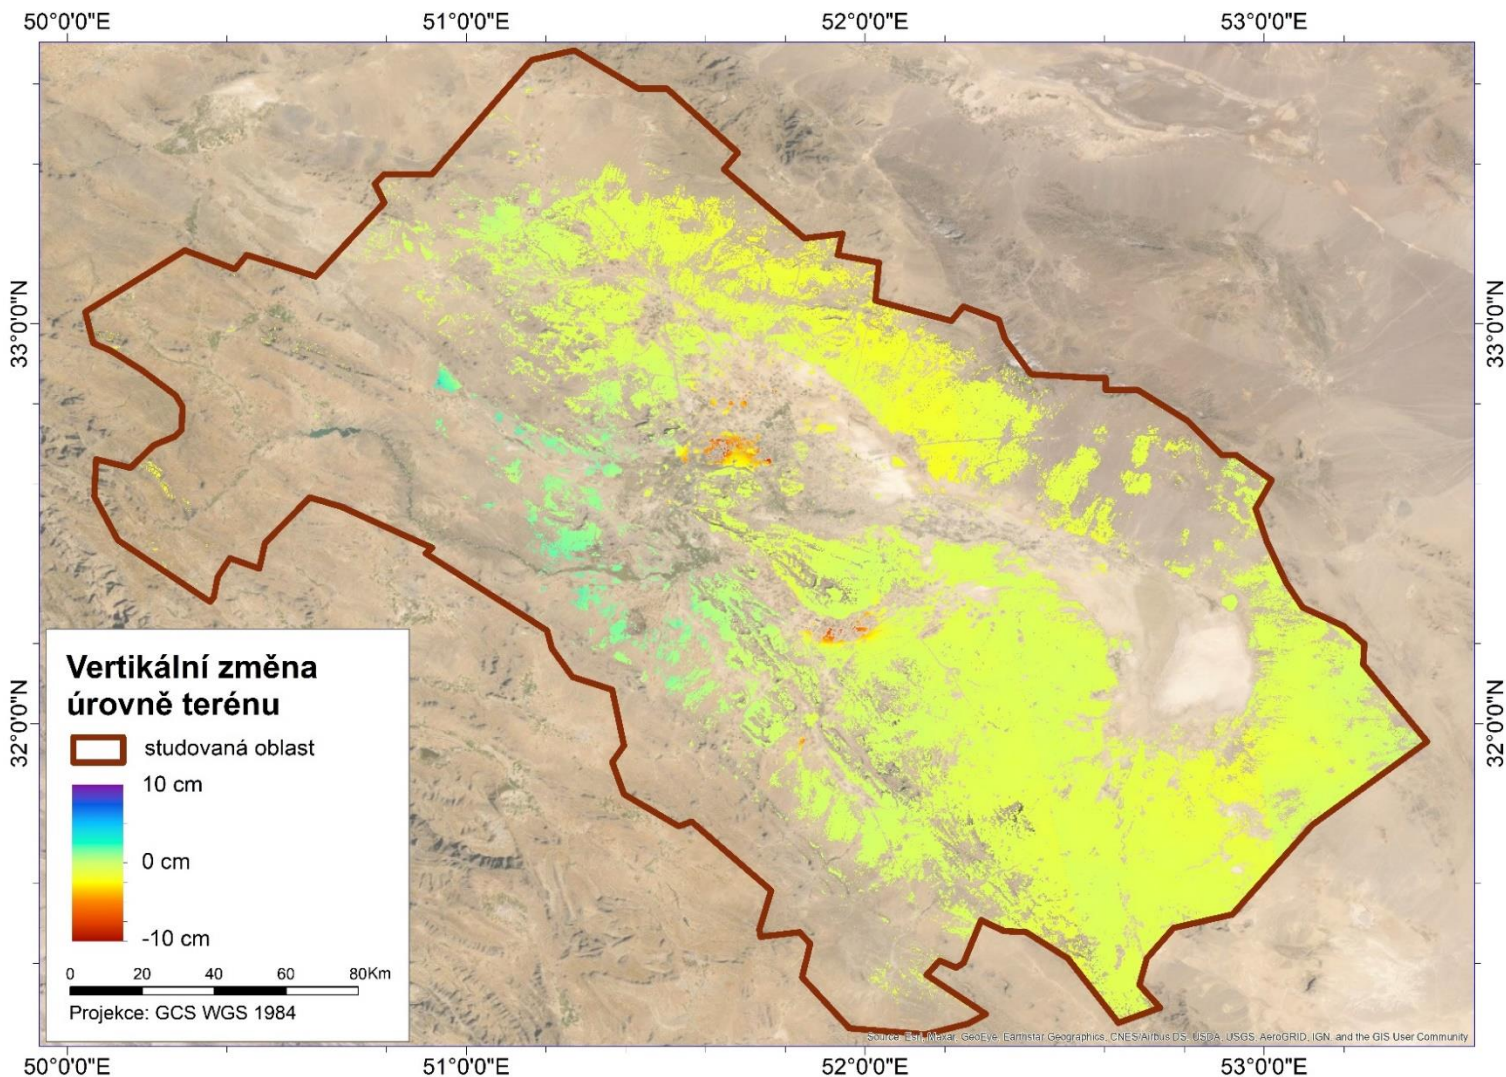 50°0'0"E 51°0'0"E 52°0'0"E 53°0'0"E
33°0'0"N
33°0'0"N
32°0'0"N
32°0'0"N
Vertikální změna
úrovně terénu
studovaná oblast
10 cm
0 cm
-10 cm
0 20 40 60 80Km
Projekce: GCS WGS 1984
Source: Esri, Maxar, GeoEye, Earthstar Geographics, CNES/Airbus DS, USDA, USGS, AeroGRID, IGN, and the GIS User Community
50°0'0"E 51°0'0"E 52°0'0"E 53°0'0"E